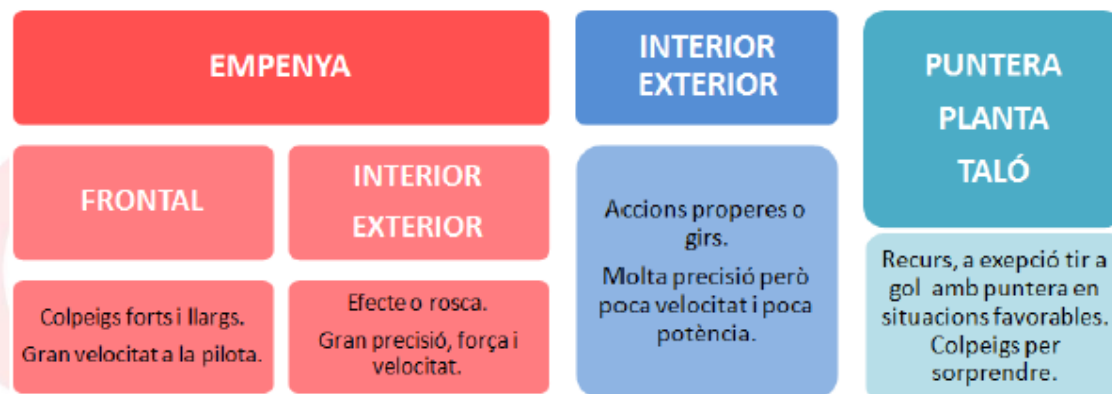 EMPENYA
FRONTAL
Colpeigs forts i llargs.
Gran velocitat a la pilota.
INTERIOR
EXTERIOR
Efecte o rosca.
Gran precisió, força i
velocitat.
INTERIOR
EXTERIOR
Accions properes o
girs.
Molta precisió però
poca velocitat i poca
potència.
PUNTERA
PLANTA
TALÓ
Recurs, a exepció tir a
gol amb puntera en
situacions favorables.
Colpeigs per
sorprendre.